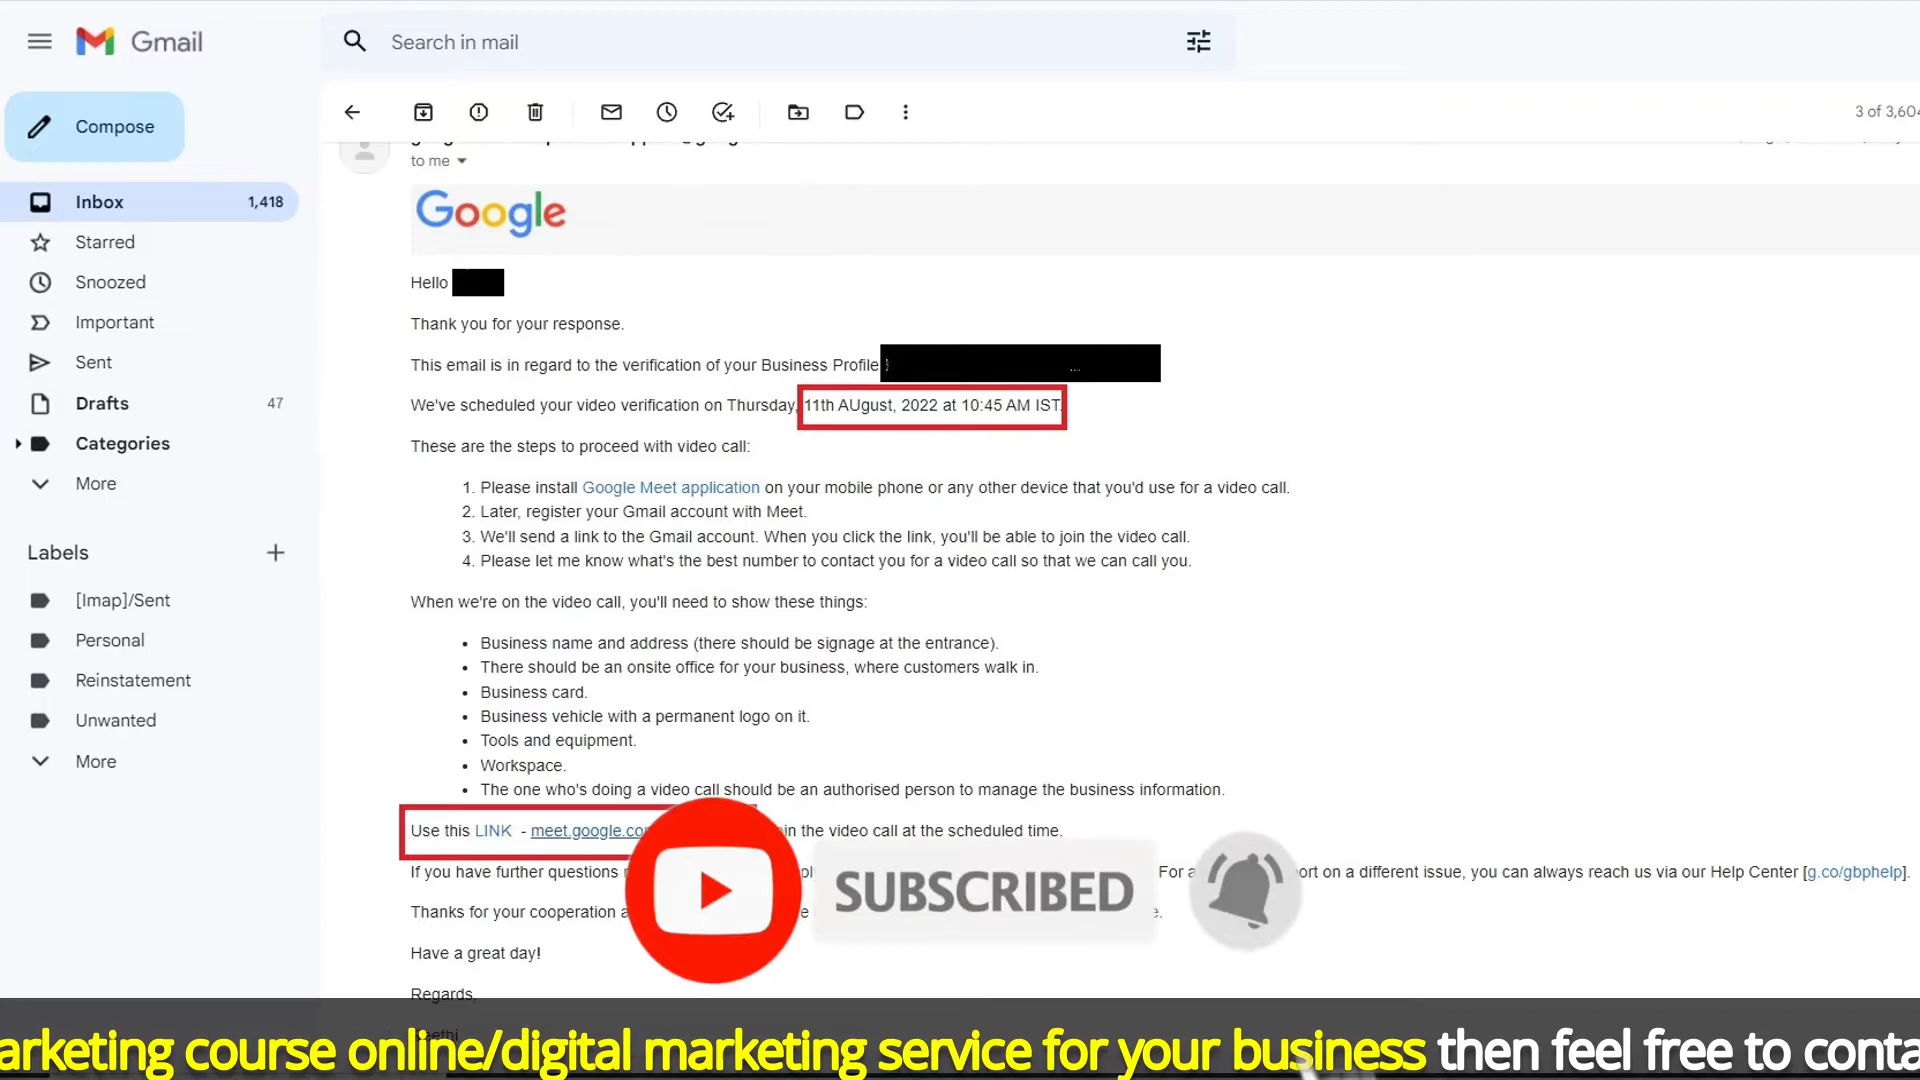 Gmail
Search in mail
Compose
3 of 3,604
to me
Inbox 1,418
Starred
Snoozed
Important
Sent
Drafts 47
Categories
More
Labels
[Imap]/Sent
Personal
Reinstatement
Unwanted
More
Google
Hello
Thank you for your response.
This email is in regard to the verification of your Business Profile
We've scheduled your video verification on Thursday, 11th AUgust, 2022 at 10:45 AM IST.
These are the steps to proceed with video call:
1. Please install Google Meet application on your mobile phone or any other device that you'd use for a video call.
2. Later, register your Gmail account with Meet.
3. We'll send a link to the Gmail account. When you click the link, you'll be able to join the video call.
4. Please let me know what's the best number to contact you for a video call so that we can call you.
When we're on the video call, you'll need to show these things:
• Business name and address (there should be signage at the entrance).
• There should be an onsite office for your business, where customers walk in.
• Business card.
• Business vehicle with a permanent logo on it.
• Tools and equipment.
• Workspace.
• The one who's doing a video call should be an authorised person to manage the business information.
Use this LINK - meet.google.co the video call at the scheduled time.
If you have further questions For a on a different issue, you can always reach us via our Help Center [g.co/gbphelp].
Thanks for your cooperation
SUBSCRIBED
Have a great day!
Regards,
arketing course online/digital marketing service for your business then feel free to conta